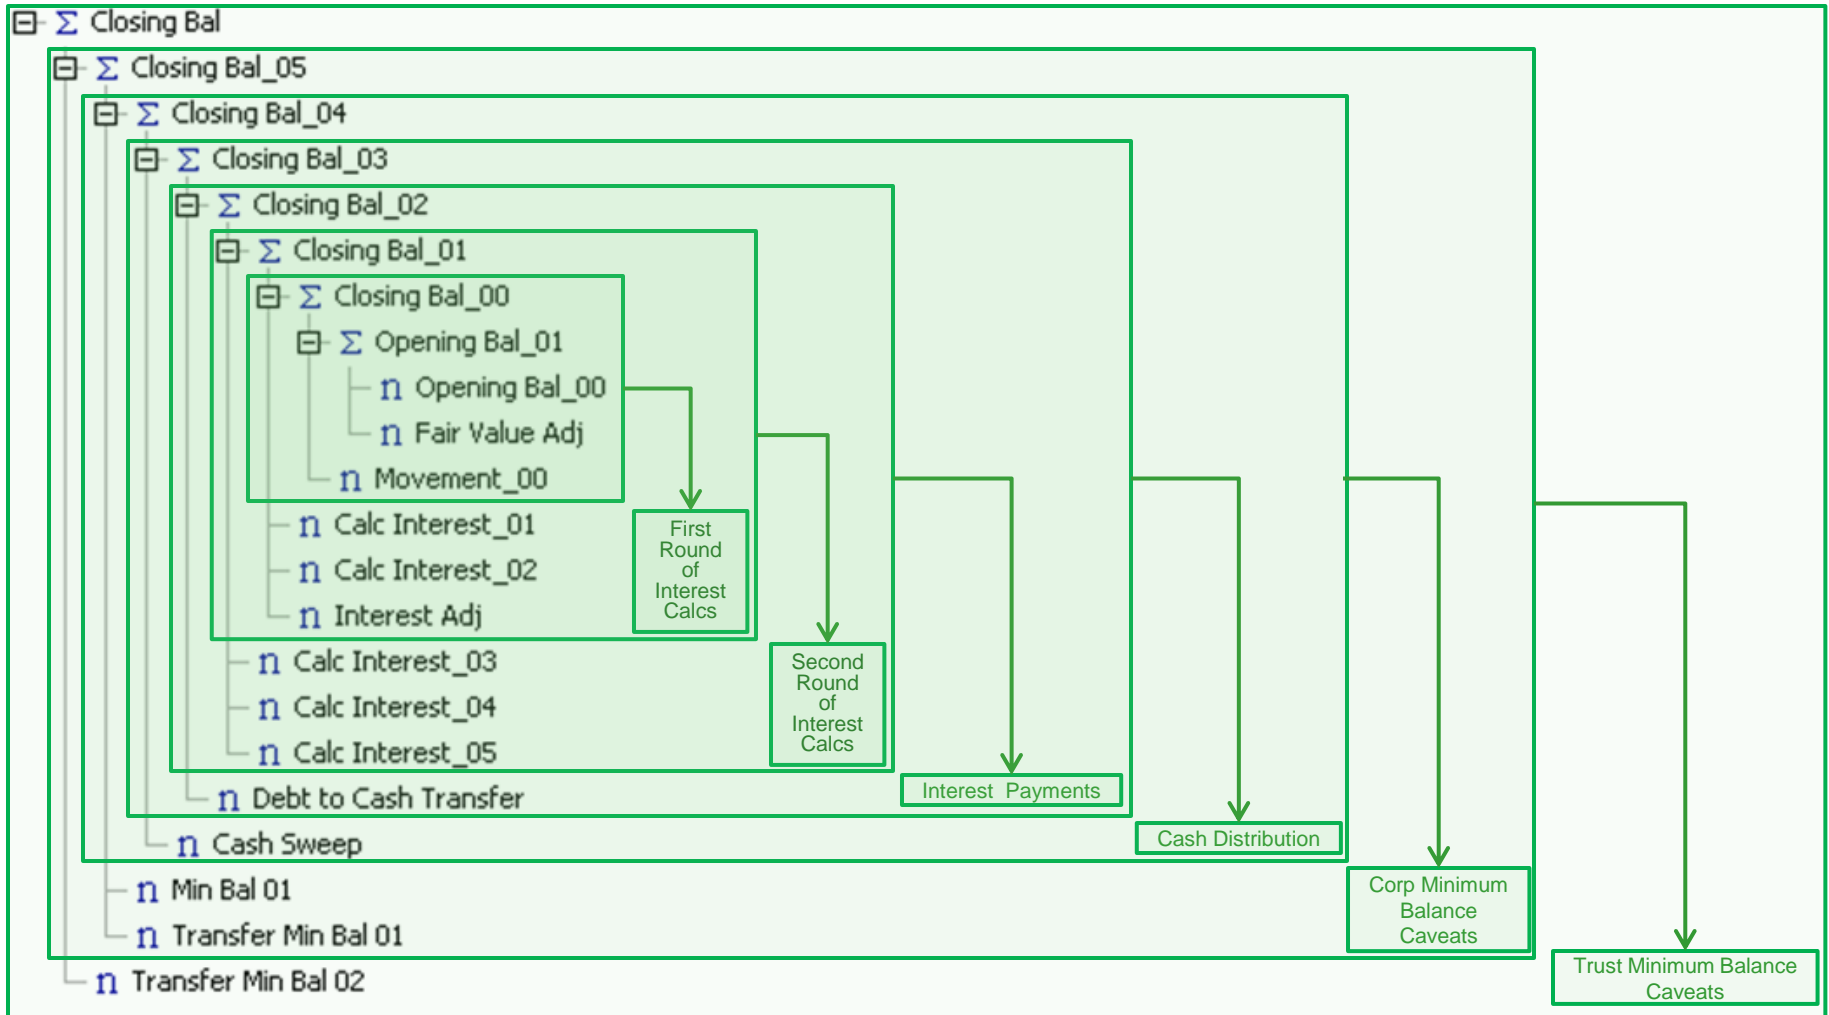 Closing Bal
Closing Bal_05
Closing Bal_04
Closing Bal_03
Closing Bal_02
Closing Bal_01
Closing Bal_00
Opening Bal_01
Opening Bal_00
Fair Value Adj
Movement_00
Calc Interest_01
Calc Interest_02
Interest Adj
Calc Interest_03
Calc Interest_04
Calc Interest_05
Debt to Cash Transfer
Cash Sweep
Min Bal 01
Transfer Min Bal 01
Transfer Min Bal 02
First
Round
of
Interest
Calcs
Second
Round
of
Interest
Calcs
Interest Payments
Cash Distribution
Corp Minimum
Balance
Caveats
Trust Minimum Balance
Caveats